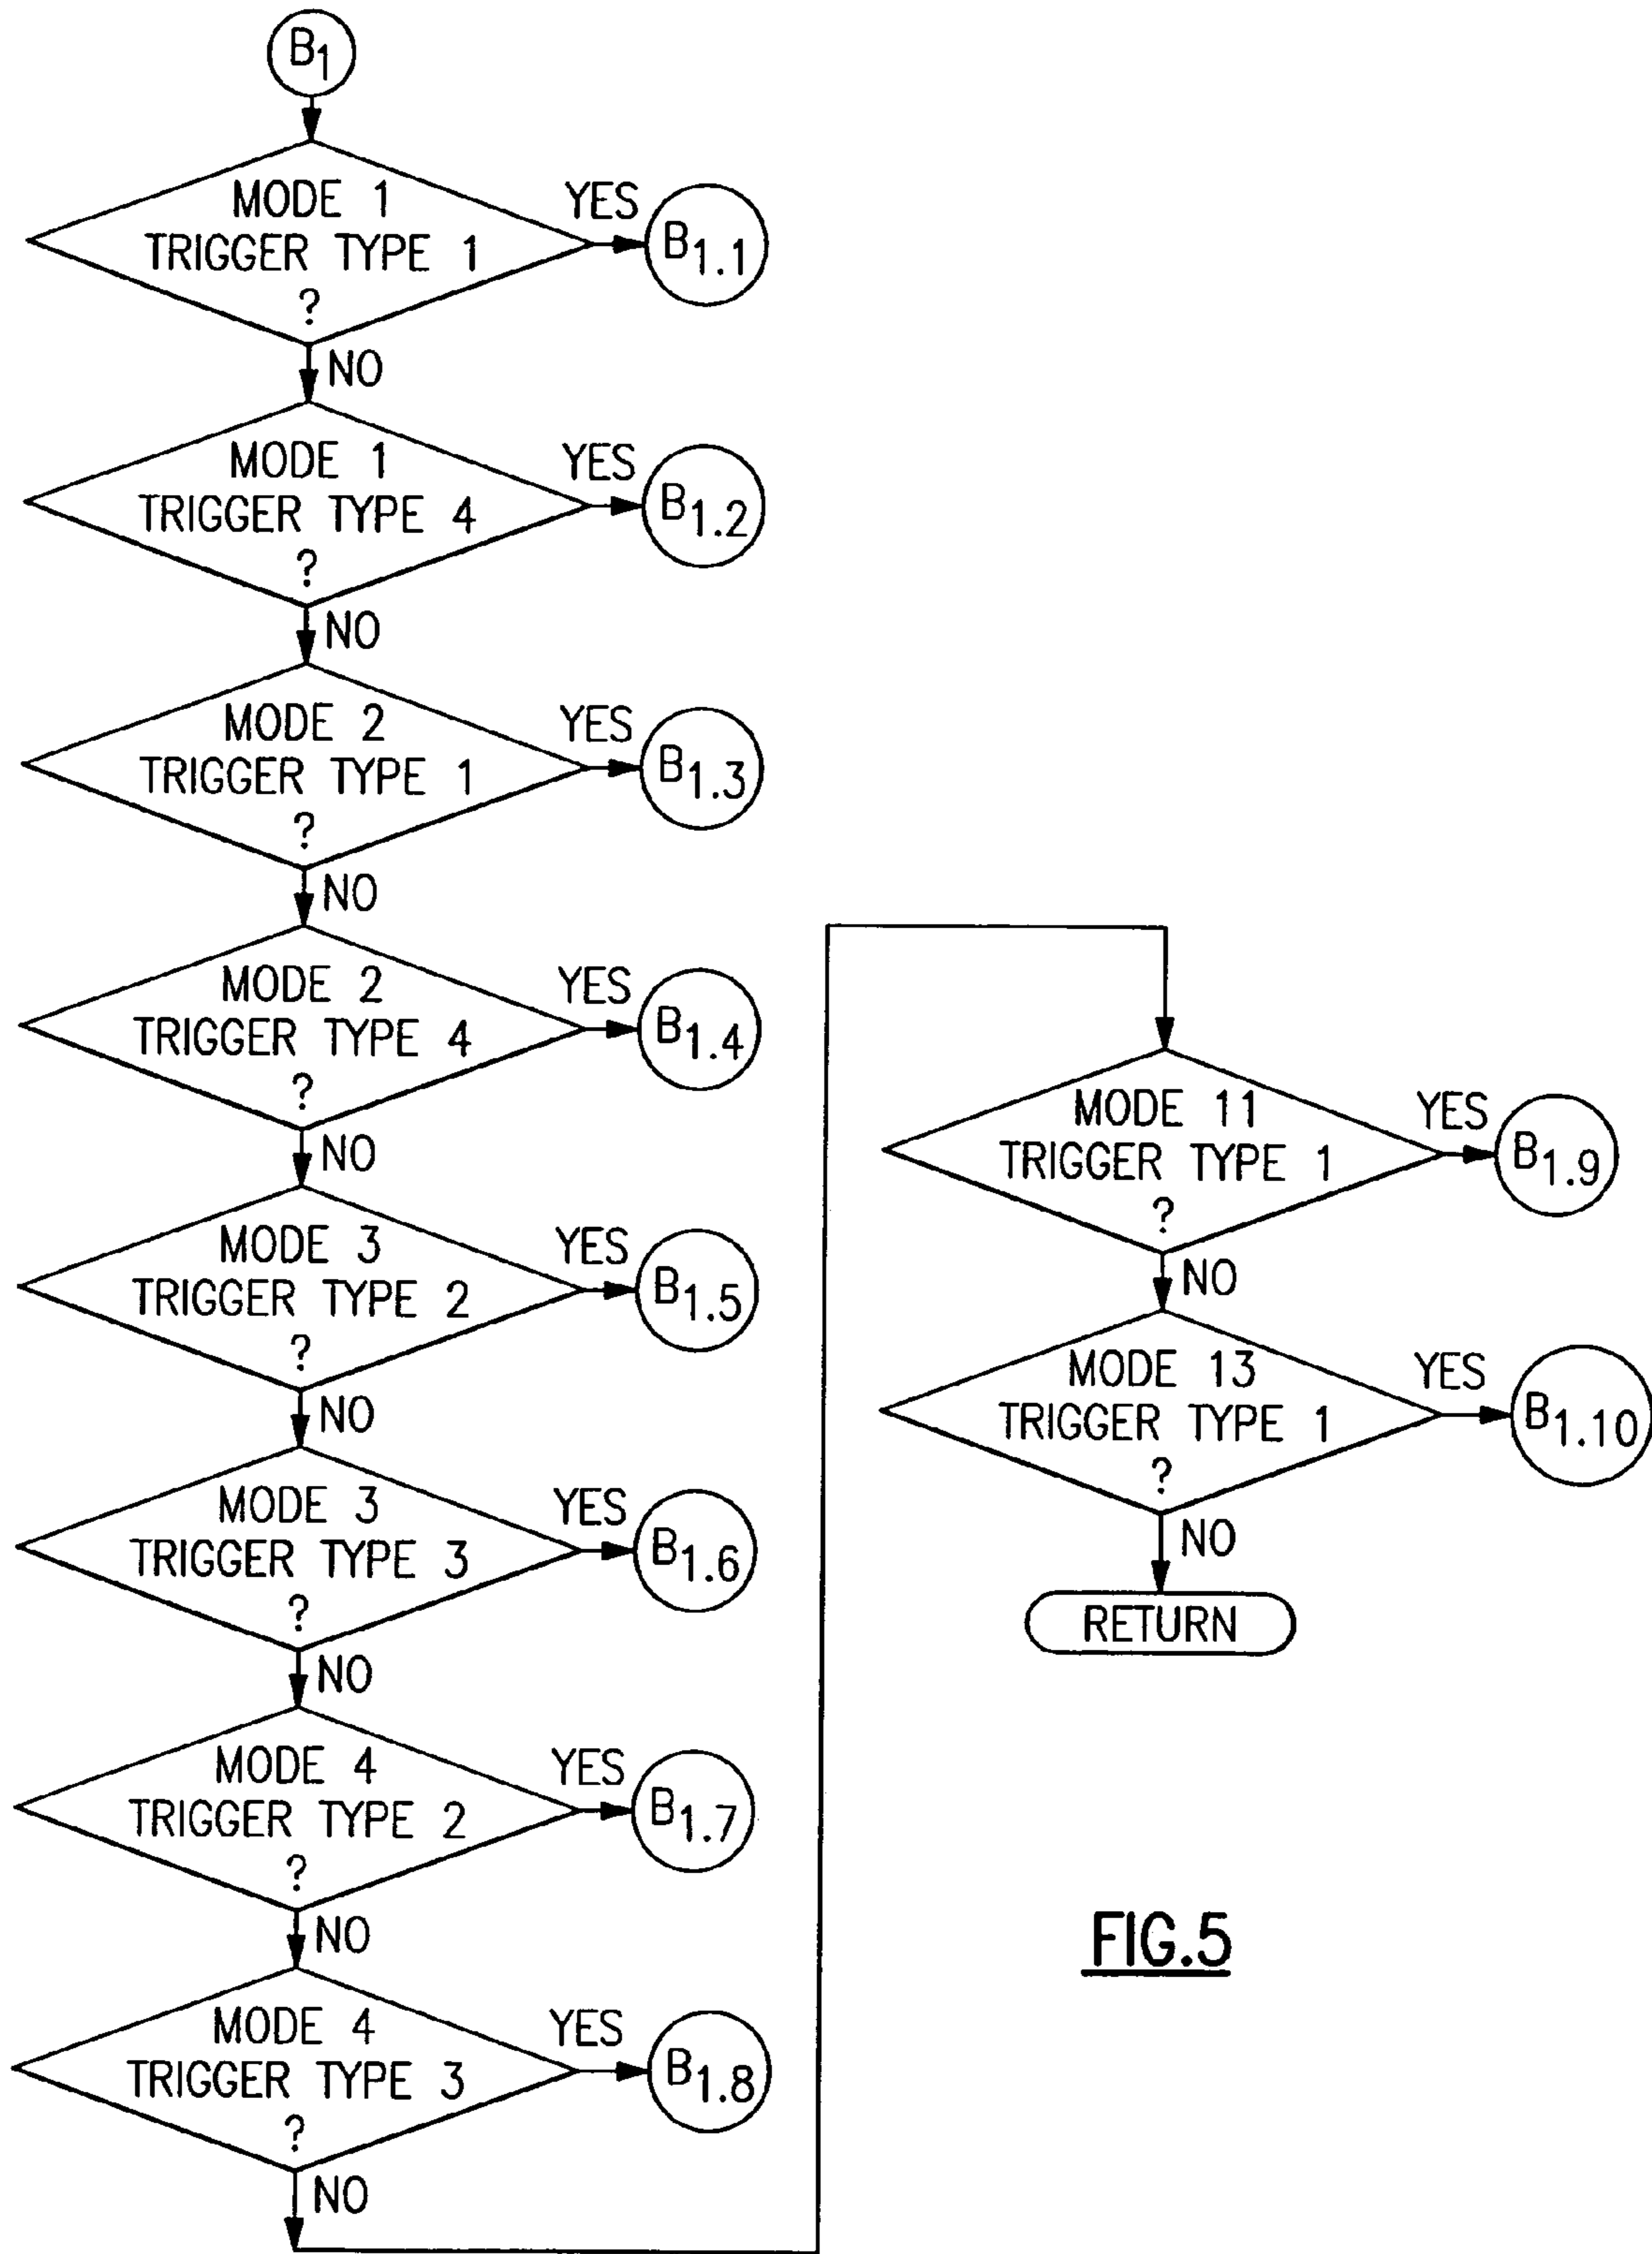 B1
MODE 1
TRIGGER TYPE 1
?
YES
B1.1
NO
MODE 1
TRIGGER TYPE 4
?
YES
B1.2
NO
MODE 2
TRIGGER TYPE 1
?
YES
B1.3
NO
MODE 2
TRIGGER TYPE 4
?
YES
B1.4
NO
MODE 3
TRIGGER TYPE 2
?
YES
B1.5
NO
MODE 3
TRIGGER TYPE 3
?
YES
B1.6
NO
MODE 4
TRIGGER TYPE 2
?
YES
B1.7
NO
MODE 4
TRIGGER TYPE 3
?
YES
B1.8
NO
MODE 11
TRIGGER TYPE 1
?
YES
B1.9
NO
MODE 13
TRIGGER TYPE 1
?
YES
B1.10
NO
RETURN
FIG.5